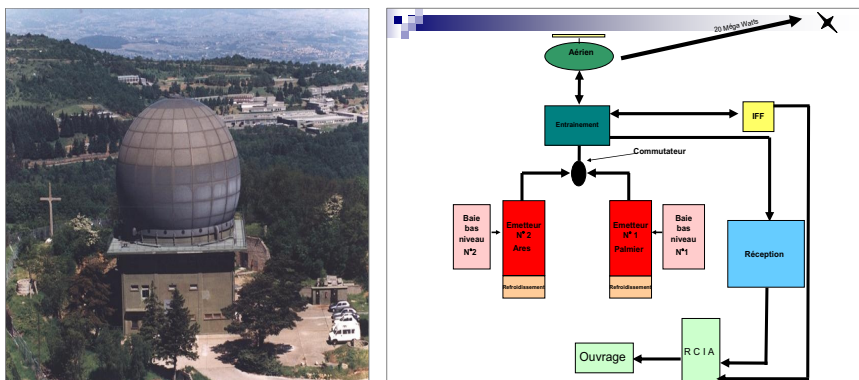 20 Méga Watts
Aérien
Entraînement
IFF
Commutateur
Baie
bas
niveau
N°2
Emetteur
N° 2
Ares
Emetteur
N° 1
Palmier
Baie
bas
niveau
N°1
Réception
Refroidissement
Refroidissement
Ouvrage
R C I A